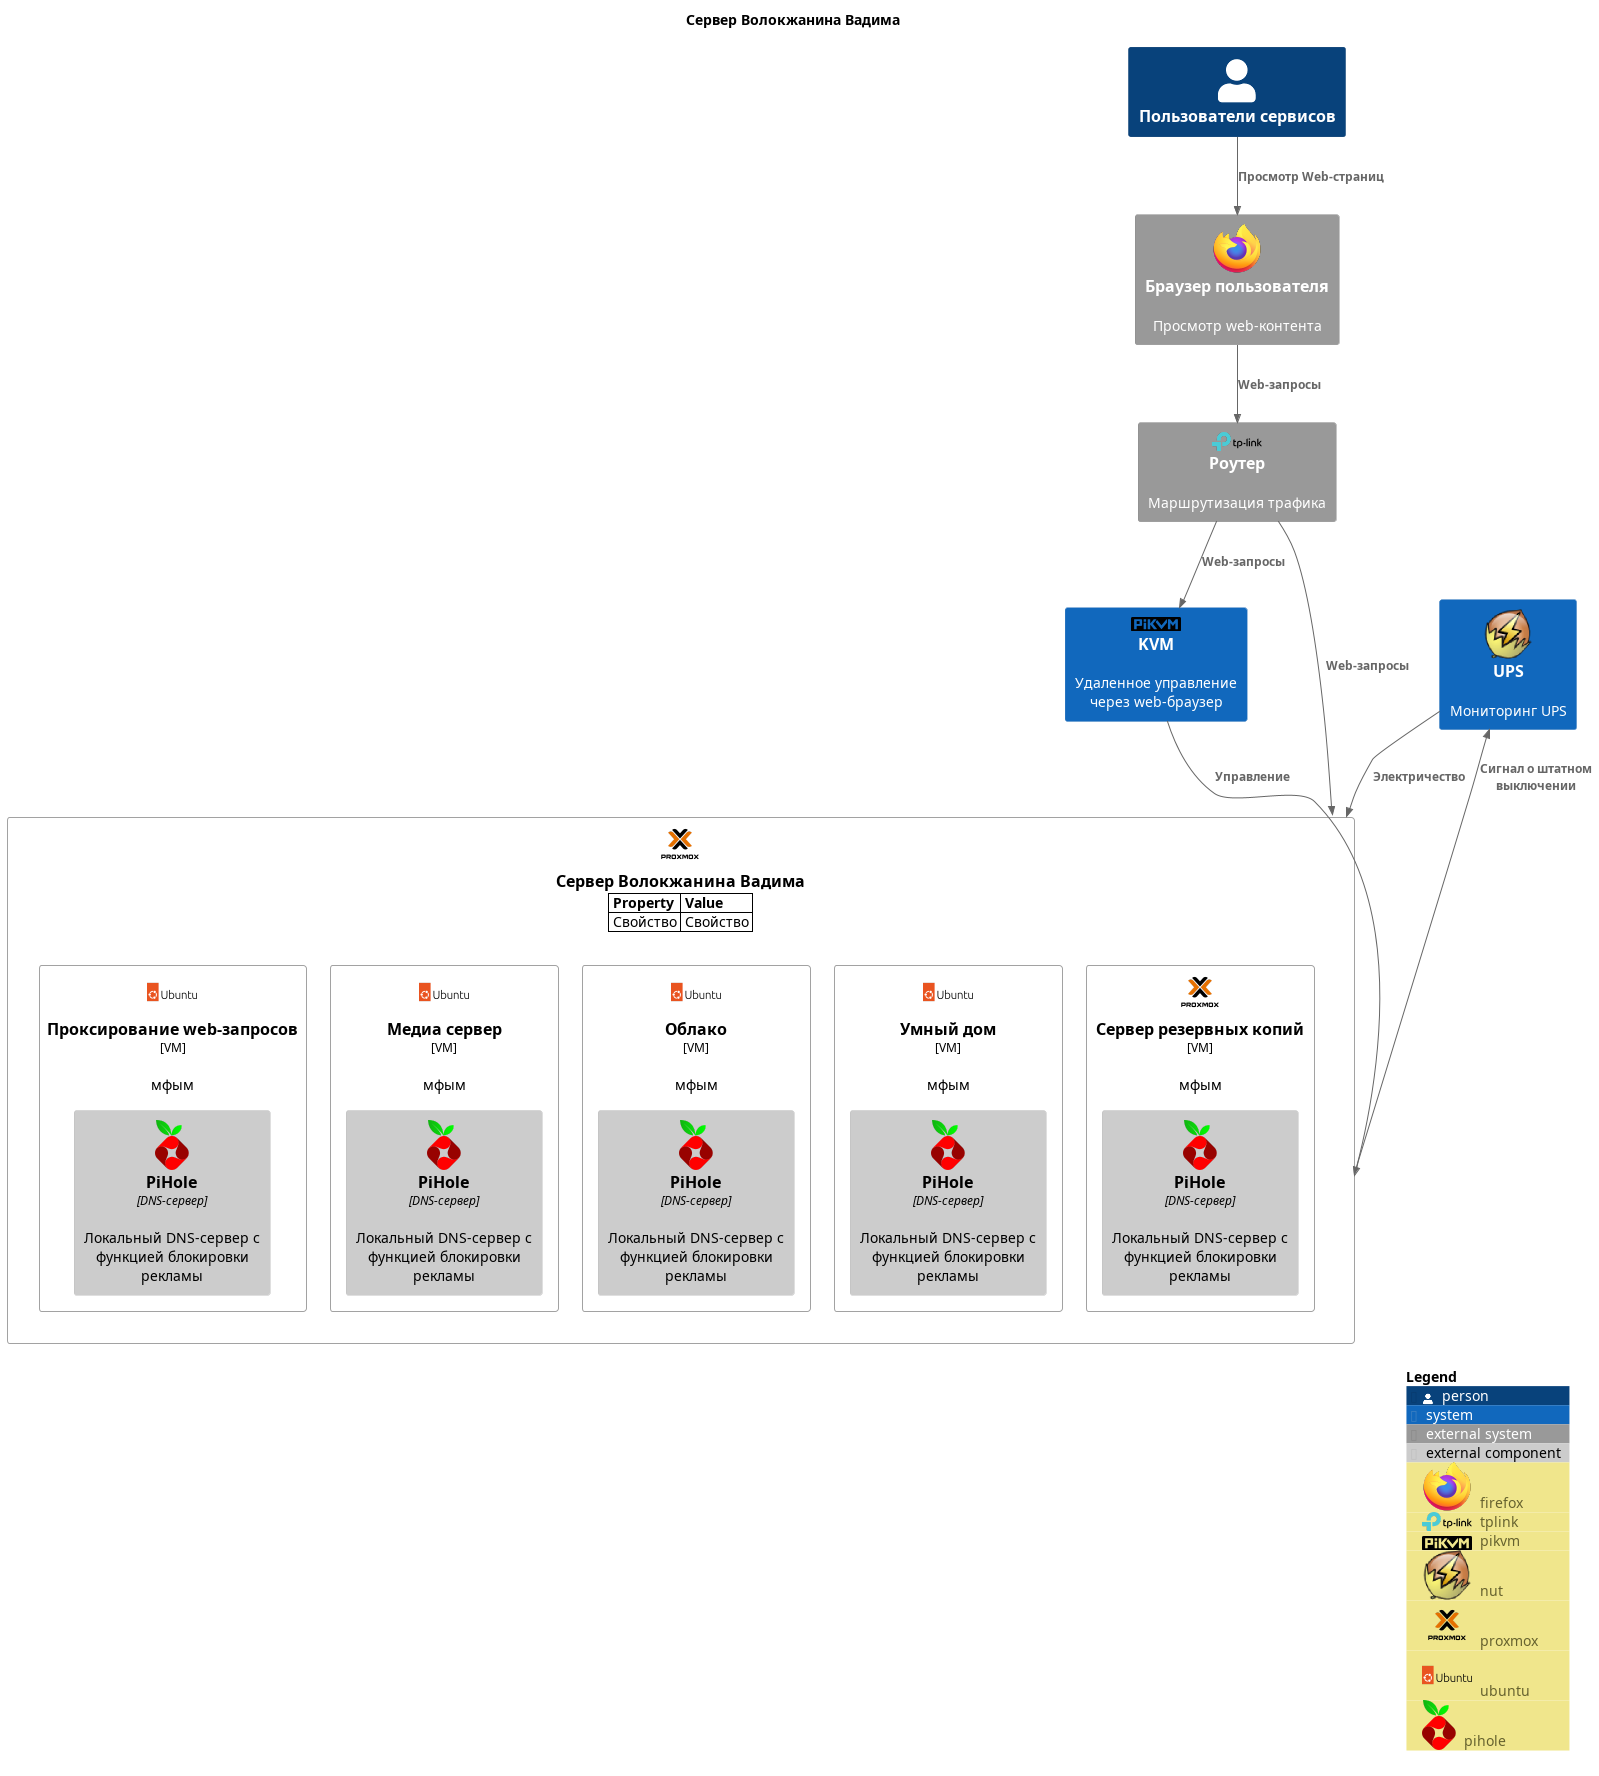 Сервер Волокжанина Вадима
Пользователи сервисов
Просмотр Web-страниц
Браузер пользователя
Просмотр web-контента
Web-запросы
tp-link
Роутер
Маршрутизация трафика
Web-запросы
Web-запросы
PiKVM
KVM
Удаленное управление
через web-браузер
UPS
Мониторинг UPS
Управление
Электричество
Сигнал о штатном
выключении
PROXMOX
Сервер Волокжанина Вадима
Property Value
Свойство Свойство
Ubuntu
Проксирование web-запросов
[VM]
мфым
PiHole
[DNS-сервер]
Локальный DNS-сервер с
функцией блокировки
рекламы
Ubuntu
Медиа сервер
[VM]
мфым
PiHole
[DNS-сервер]
Локальный DNS-сервер с
функцией блокировки
рекламы
Ubuntu
Облако
[VM]
мфым
PiHole
[DNS-сервер]
Локальный DNS-сервер с
функцией блокировки
рекламы
Ubuntu
Умный дом
[VM]
мфым
PiHole
[DNS-сервер]
Локальный DNS-сервер с
функцией блокировки
рекламы
PROXMOX
Сервер резервных копий
[VM]
мфым
PiHole
[DNS-сервер]
Локальный DNS-сервер с
функцией блокировки
рекламы
Legend
person
system
external system
external component
firefox
tp-link tplink
PiKVM pikvm
nut
PROXMOX proxmox
Ubuntu ubuntu
pihole